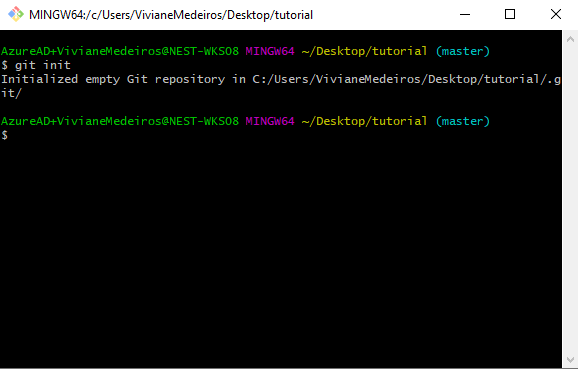 MINGW64:/c/Users/VivianeMedeiros/Desktop/tutorial
AzureAD+VivianeMedeiros@NEST-WKS08 MINGW64 ~/Desktop/tutorial (master)
$ git init
Initialized empty Git repository in C:/Users/VivianeMedeiros/Desktop/tutorial/.g
it/
AzureAD+VivianeMedeiros@NEST-WKS08 MINGW64 ~/Desktop/tutorial (master)
$